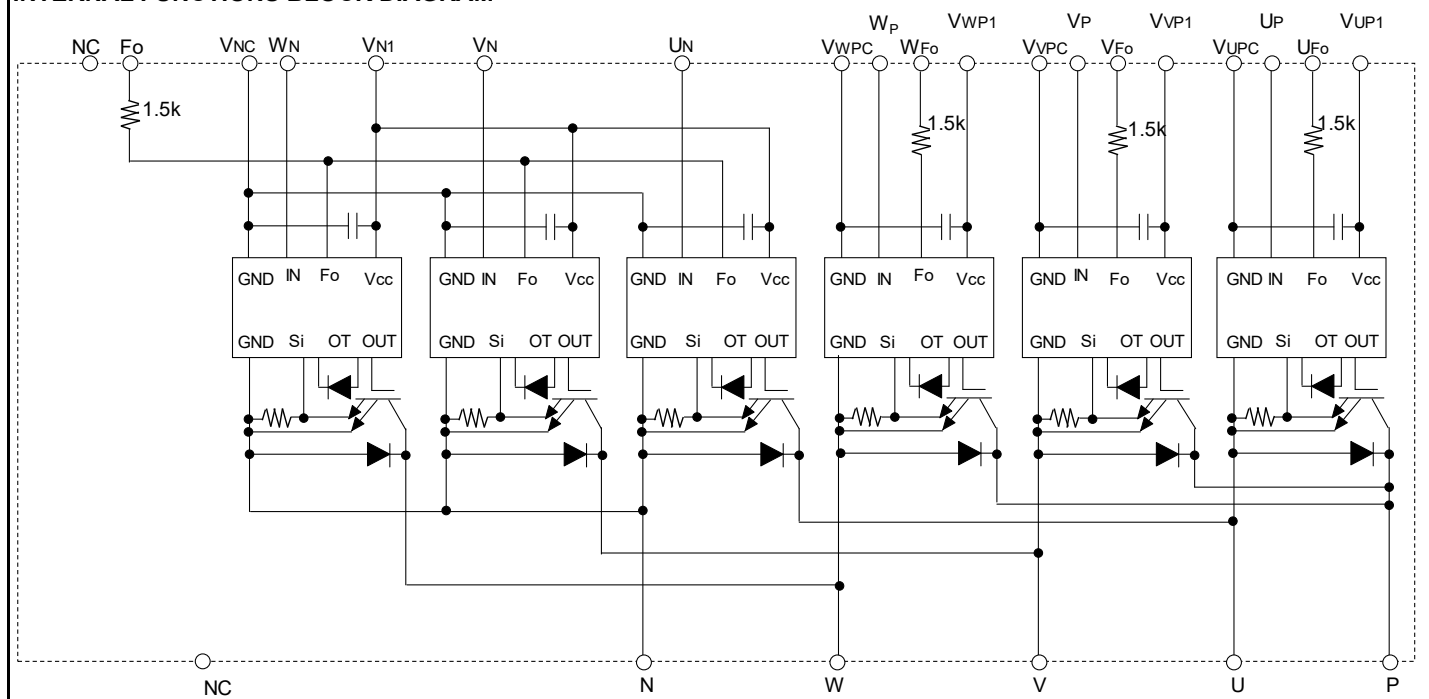 INTERNAL FUNCTIONS BLOCK DIAGRAM
WP VWP1 VP VVP1 UP VUP1
NC Fo VNC WN VN1 VN UN VWPC WFo VVPC VFo VUPC UFo
1.5k 1.5k 1.5k 1.5k
GND IN Fo Vcc GND IN Fo Vcc GND IN Fo Vcc GND IN Fo Vcc GND IN Fo Vcc GND IN Fo Vcc
GND Si OT OUT GND Si OT OUT GND Si OT OUT GND Si OT OUT GND Si OT OUT GND Si OT OUT
NC N W V U P